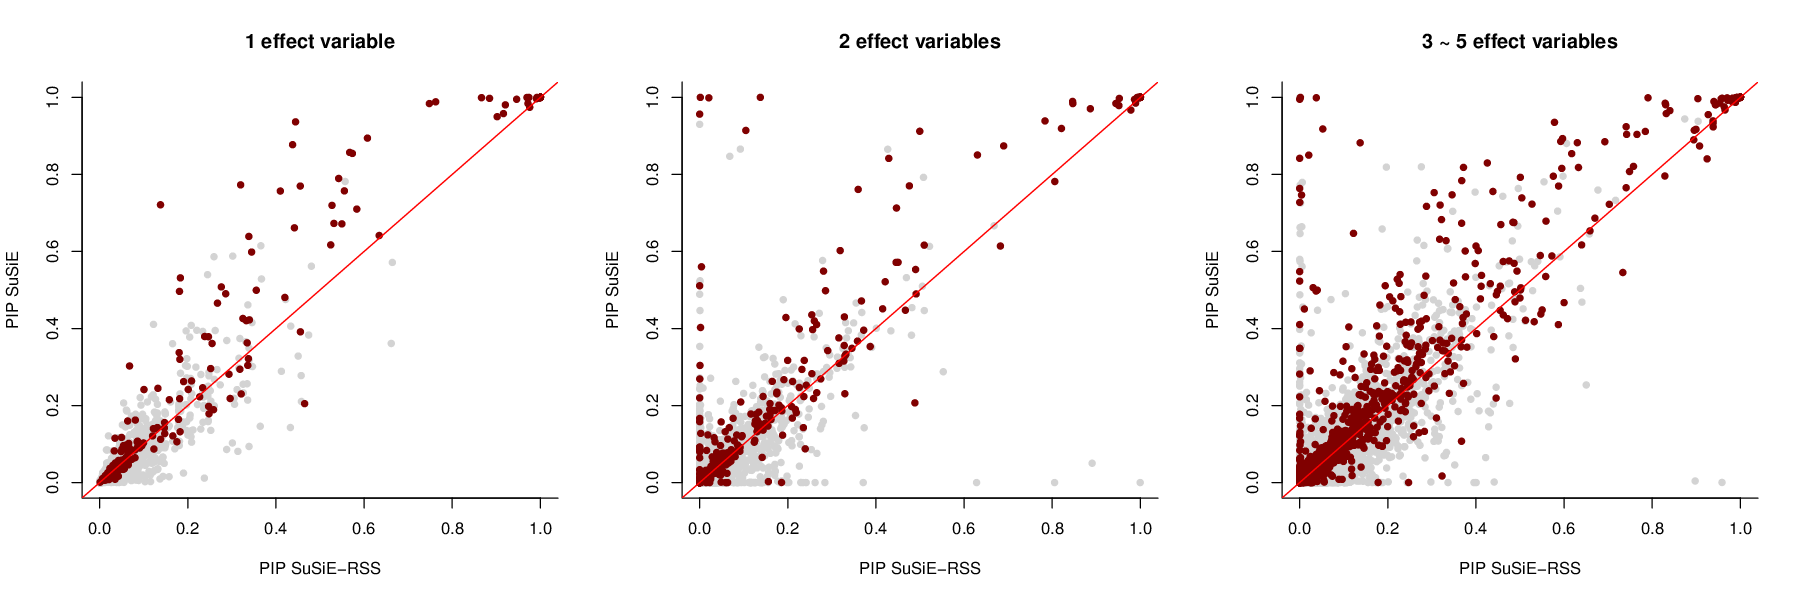 1 effect variable
PIP SuSiE
1.0
0.8
0.6
0.4
0.2
0.0
0.0 0.2 0.4 0.6 0.8 1.0
PIP SuSiE−RSS
2 effect variables
PIP SuSiE
1.0
0.8
0.6
0.4
0.2
0.0
0.0 0.2 0.4 0.6 0.8 1.0
PIP SuSiE−RSS
3 ~ 5 effect variables
PIP SuSiE
1.0
0.8
0.6
0.4
0.2
0.0
0.0 0.2 0.4 0.6 0.8 1.0
PIP SuSiE−RSS